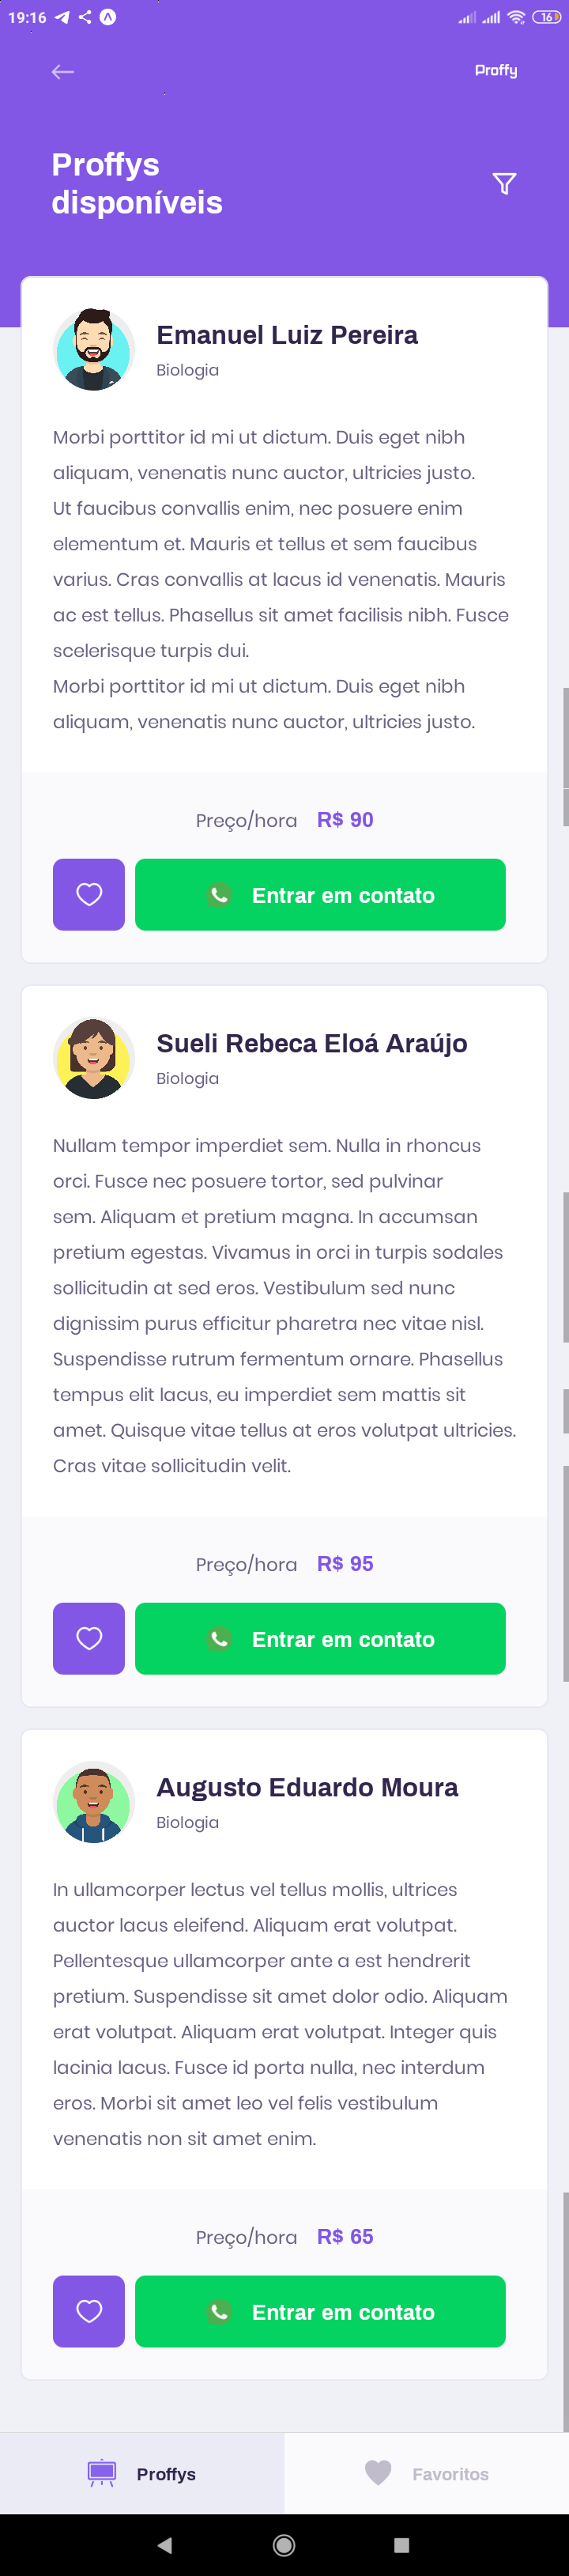 19:16
16
Proffy
Proffys
disponíveis
Emanuel Luiz Pereira
Biologia
Morbi porttitor id mi ut dictum. Duis eget nibh
aliquam, venenatis nunc auctor, ultricies justo.
Ut faucibus convallis enim, nec posuere enim
elementum et. Mauris et tellus et sem faucibus
varius. Cras convallis at lacus id venenatis. Mauris
ac est tellus. Phasellus sit amet facilisis nibh. Fusce
scelerisque turpis dui.
Morbi porttitor id mi ut dictum. Duis eget nibh
aliquam, venenatis nunc auctor, ultricies justo.
Preço/hora R$ 90
Entrar em contato
Sueli Rebeca Eloá Araújo
Biologia
Nullam tempor imperdiet sem. Nulla in rhoncus
orci. Fusce nec posuere tortor, sed pulvinar
sem. Aliquam et pretium magna. In accumsan
pretium egestas. Vivamus in orci in turpis sodales
sollicitudin at sed eros. Vestibulum sed nunc
dignissim purus efficitur pharetra nec vitae nisl.
Suspendisse rutrum fermentum ornare. Phasellus
tempus elit lacus, eu imperdiet sem mattis sit
amet. Quisque vitae tellus at eros volutpat ultricies.
Cras vitae sollicitudin velit.
Preço/hora R$ 95
Entrar em contato
Augusto Eduardo Moura
Biologia
In ullamcorper lectus vel tellus mollis, ultrices
auctor lacus eleifend. Aliquam erat volutpat.
Pellentesque ullamcorper ante a est hendrerit
pretium. Suspendisse sit amet dolor odio. Aliquam
erat volutpat. Aliquam erat volutpat. Integer quis
lacinia lacus. Fusce id porta nulla, nec interdum
eros. Morbi sit amet leo vel felis vestibulum
venenatis non sit amet enim.
Preço/hora R$ 65
Entrar em contato
Proffys Favoritos